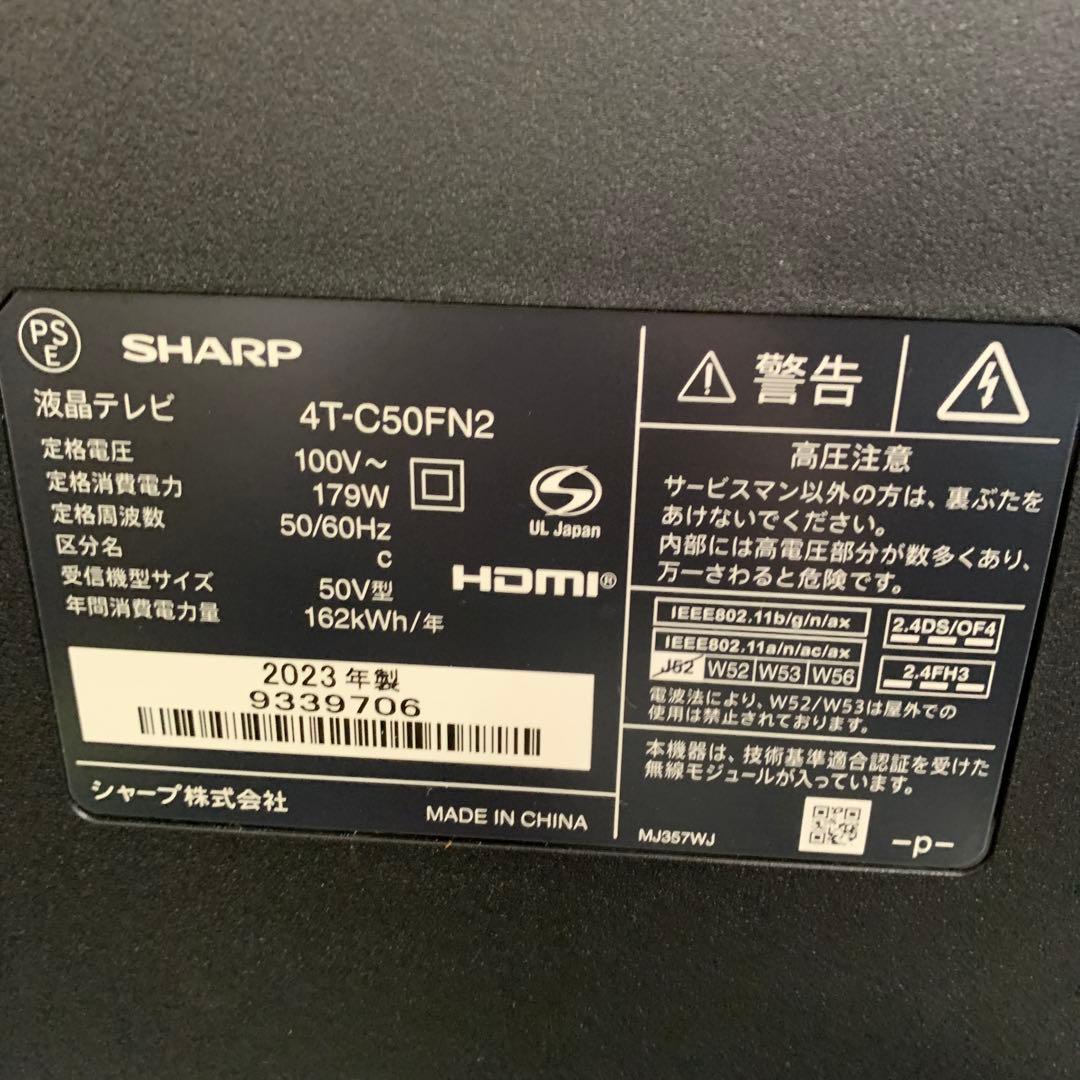 PS
E
SHARP
液晶テレビ 4T-C50FN2
定格電圧 100V～
定格消費電力 179W
定格周波数 50/60Hz
区分名 C
受信機型サイズ 50V型
年間消費電力量 162kWh/年
UL Japan
HDMI®
2023年製
9339706
シャープ株式会社 MADE IN CHINA
警告
高圧注意
サービスマン以外の方は、裏ぶたを
あけないでください。
内部には高電圧部分が数多くあり、
万一さわると危険です。
IEEE802.11b/g/n/ax
IEEE802.11a/n/ac/ax
J52 W52 W53 W56
2.4DS/OF4
2.4FH3
電波法により、W52/W53は屋外での
使用は禁止されております。
本機器は、技術基準適合認証を受けた
無線モジュールが入っています。
MJ357WJ
-p-